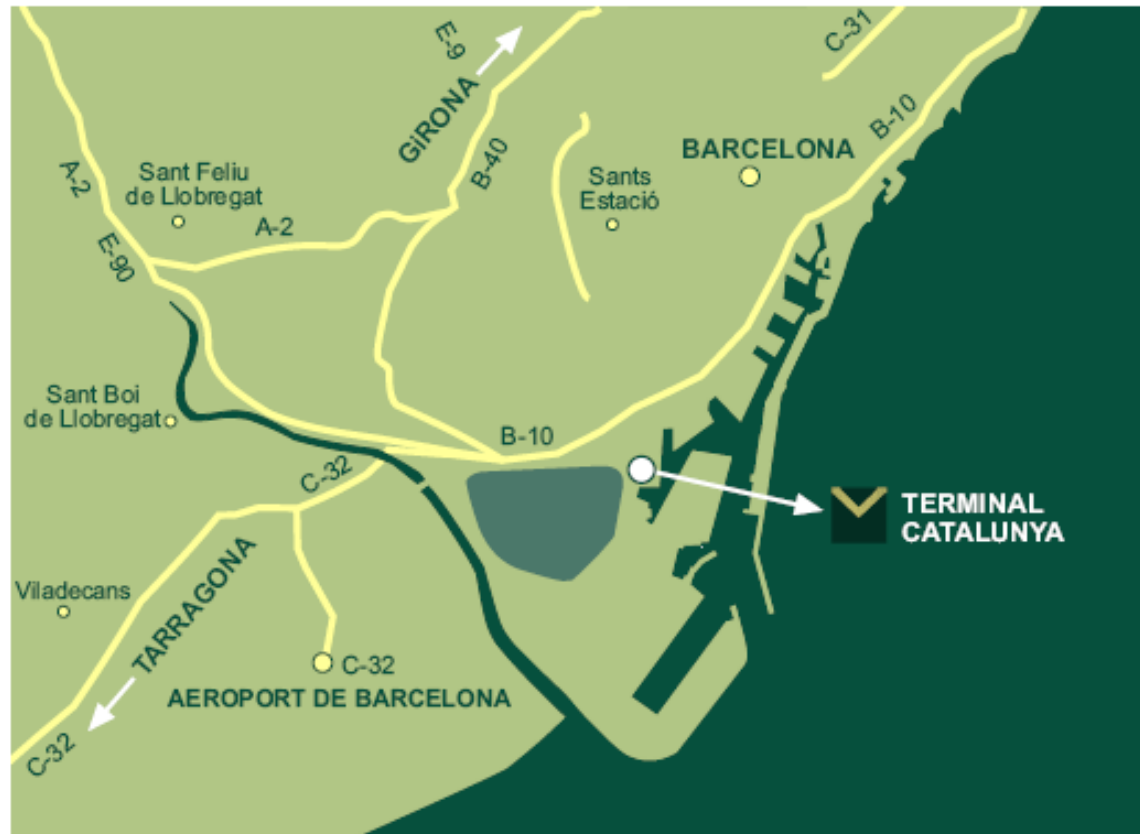 C-31
E-9
GiRONA
B-10
A-2
B-40
BARCELONA
Sant Feliu
de Llobregat
Sants
Estació
A-2
E-90
Sant Boi
de Llobregat
B-10
C-32
TERMINAL
CATALUNYA
Viladecans
TARRAGONA
C-32
AEROPORT DE BARCELONA
C-32